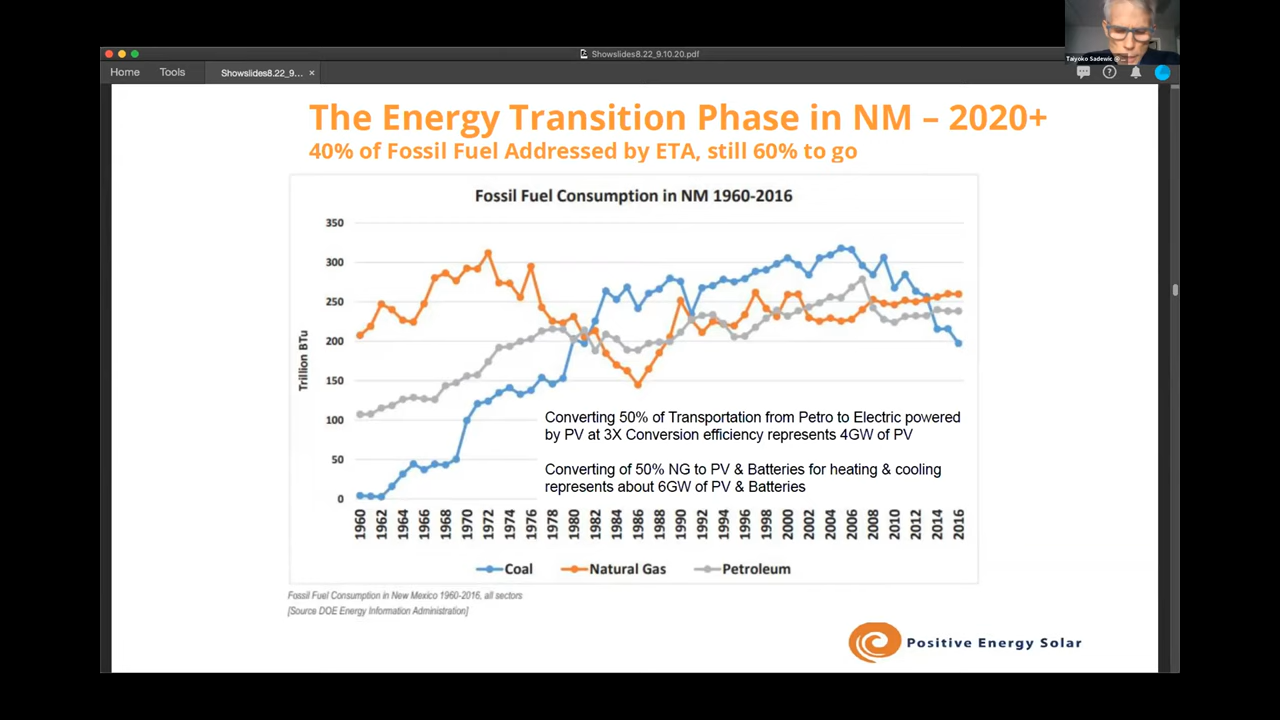 Showslides8.22_9.10.20.pdf
Taiyoko Sadewic @...
Home Tools Showslides8.22_9... ×
The Energy Transition Phase in NM – 2020+
40% of Fossil Fuel Addressed by ETA, still 60% to go
Fossil Fuel Consumption in NM 1960-2016
350
300
250
200
150
100
50
0
Trillion BTu
Converting 50% of Transportation from Petro to Electric powered
by PV at 3X Conversion efficiency represents 4GW of PV
Converting of 50% NG to PV & Batteries for heating & cooling
represents about 6GW of PV & Batteries
1960 1962 1964 1966 1968 1970 1972 1974 1976 1978 1980 1982 1984 1986 1988 1990 1992 1994 1996 1998 2000 2002 2004 2006 2008 2010 2012 2014 2016
Coal Natural Gas Petroleum
Fossil Fuel Consumption in New Mexico 1960-2016, all sectors
[Source DOE Energy Information Administration]
Positive Energy Solar